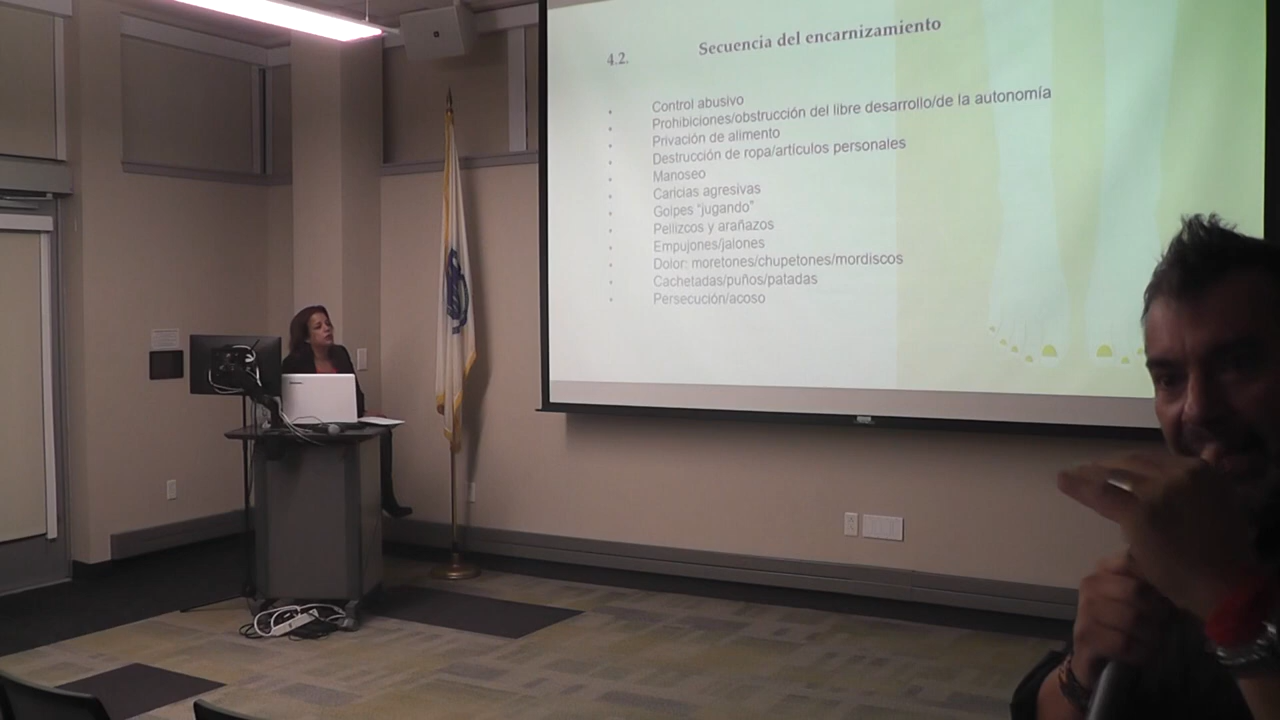 4.2. Secuencia del encarnizamiento
Control abusivo
Prohibiciones/obstrucción del libre desarrollo/de la autonomía
Privación de alimento
Destrucción de ropa/artículos personales
Manoseo
Caricias agresivas
Golpes "jugando"
Pellizcos y arañazos
Empujones/jalones
Dolor: moretones/chupetones/mordiscos
Cachetadas/puños/patadas
Persecución/acoso